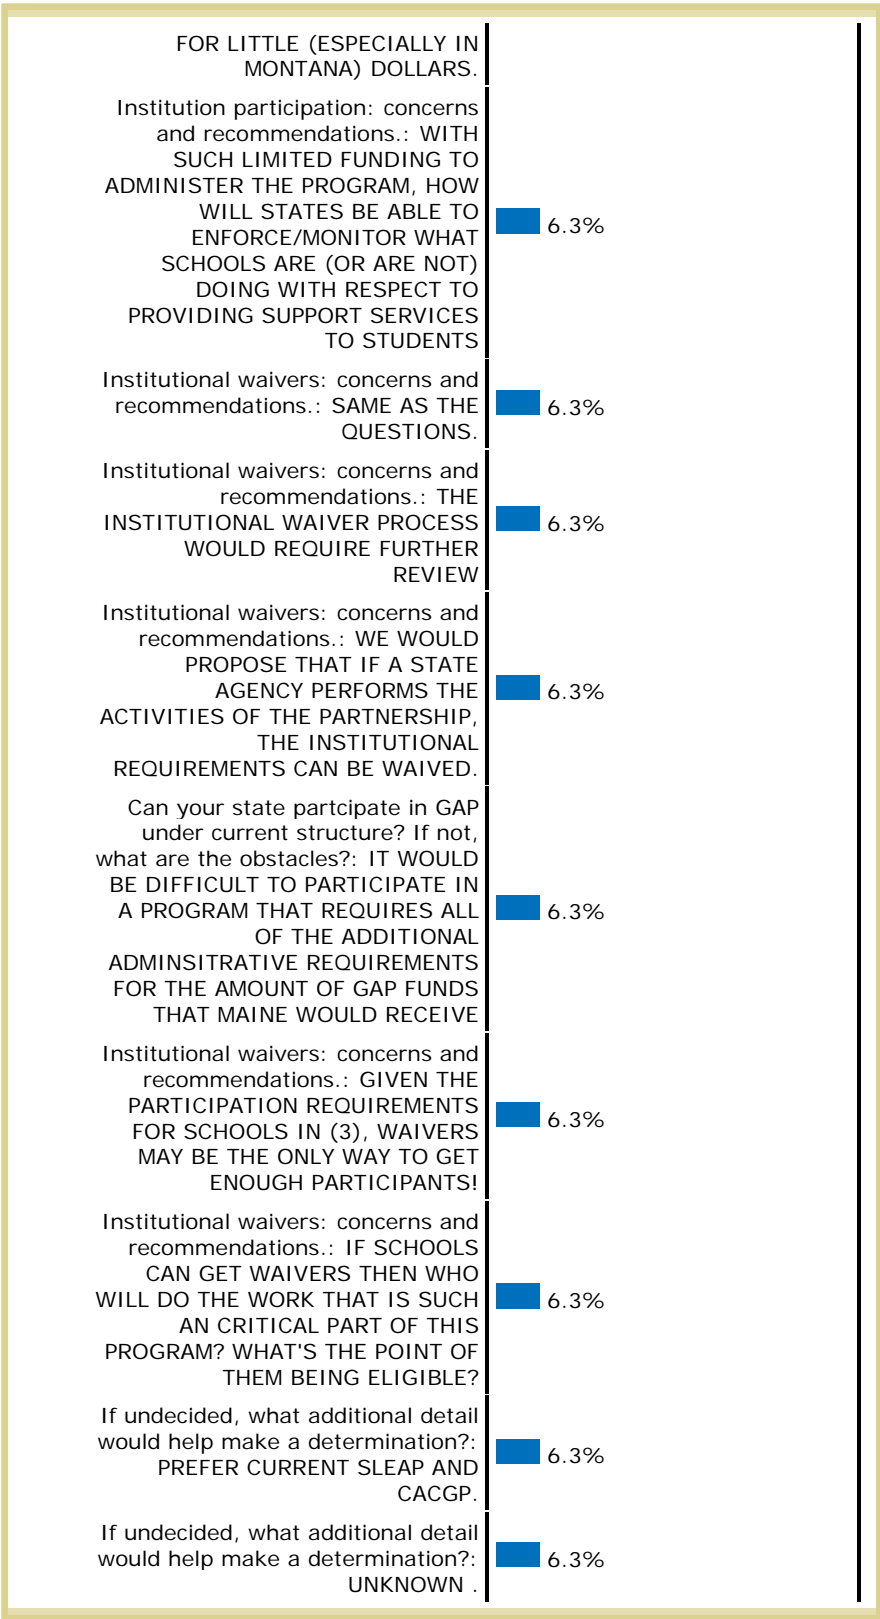 FOR LITTLE (ESPECIALLY IN
MONTANA) DOLLARS.
Institution participation: concerns
and recommendations.: WITH
SUCH LIMITED FUNDING TO
ADMINISTER THE PROGRAM, HOW
WILL STATES BE ABLE TO
ENFORCE/MONITOR WHAT
SCHOOLS ARE (OR ARE NOT)
DOING WITH RESPECT TO
PROVIDING SUPPORT SERVICES
TO STUDENTS
6.3%
Institutional waivers: concerns and
recommendations.: SAME AS THE
QUESTIONS.
6.3%
Institutional waivers: concerns and
recommendations.: THE
INSTITUTIONAL WAIVER PROCESS
WOULD REQUIRE FURTHER
REVIEW
6.3%
Institutional waivers: concerns and
recommendations.: WE WOULD
PROPOSE THAT IF A STATE
AGENCY PERFORMS THE
ACTIVITIES OF THE PARTNERSHIP,
THE INSTITUTIONAL
REQUIREMENTS CAN BE WAIVED.
6.3%
Can your state partcipate in GAP
under current structure? If not,
what are the obstacles?: IT WOULD
BE DIFFICULT TO PARTICIPATE IN
A PROGRAM THAT REQUIRES ALL
OF THE ADDITIONAL
ADMINSITRATIVE REQUIREMENTS
FOR THE AMOUNT OF GAP FUNDS
THAT MAINE WOULD RECEIVE
6.3%
Institutional waivers: concerns and
recommendations.: GIVEN THE
PARTICIPATION REQUIREMENTS
FOR SCHOOLS IN (3), WAIVERS
MAY BE THE ONLY WAY TO GET
ENOUGH PARTICIPANTS!
6.3%
Institutional waivers: concerns and
recommendations.: IF SCHOOLS
CAN GET WAIVERS THEN WHO
WILL DO THE WORK THAT IS SUCH
AN CRITICAL PART OF THIS
PROGRAM? WHAT'S THE POINT OF
THEM BEING ELIGIBLE?
6.3%
If undecided, what additional detail
would help make a determination?:
PREFER CURRENT SLEAP AND
CACGP.
6.3%
If undecided, what additional detail
would help make a determination?:
UNKNOWN .
6.3%